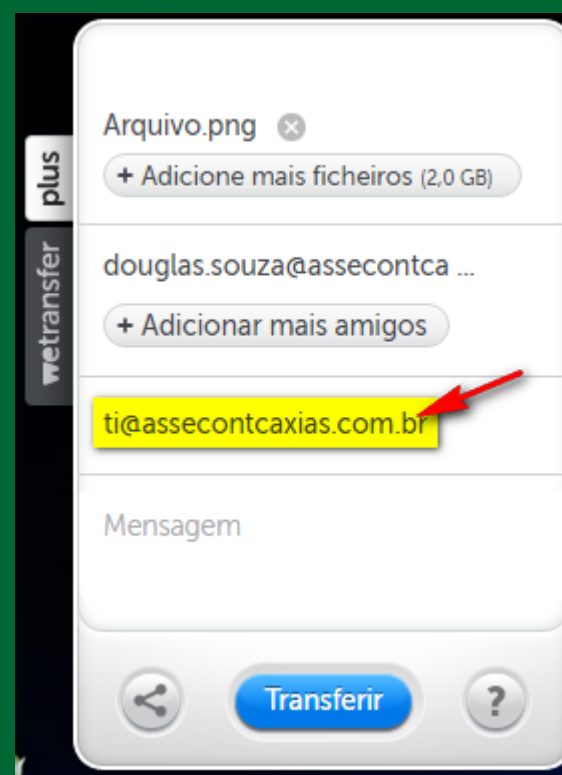 Arquivo.png
+ Adicione mais ficheiros (2,0 GB)
plus
wetransfer
douglas.souza@assecontca ...
+ Adicionar mais amigos
ti@assecontcaxias.com.br
Mensagem
Transferir
?